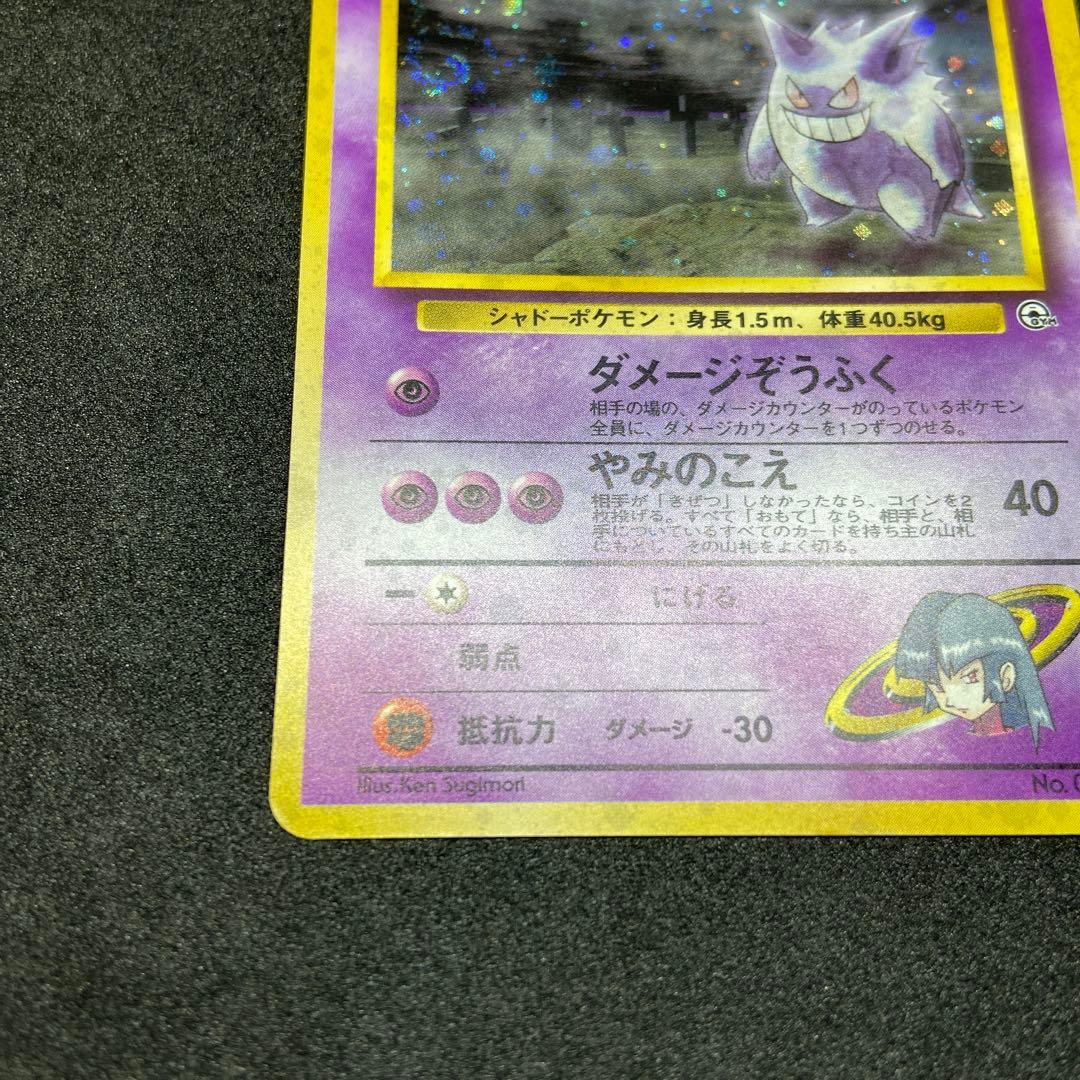 シャドーポケモン：身長1.5m、体重40.5kg
GYM
ダメージぞうふく
相手の場の、ダメージカウンターがのっているポケモン
全員に、ダメージカウンターを1つずつのせる。
やみのこえ
40
相手が「きぜつ」しなかったなら、コインを2
枚投げる。すべて「おもて」なら、相手と、相
手についているすべてのカードを持ち主の山札
にもどし、その山札をよく切る。
にげる
弱点
抵抗力 ダメージ -30
Illus. Ken Sugimori
No. 0